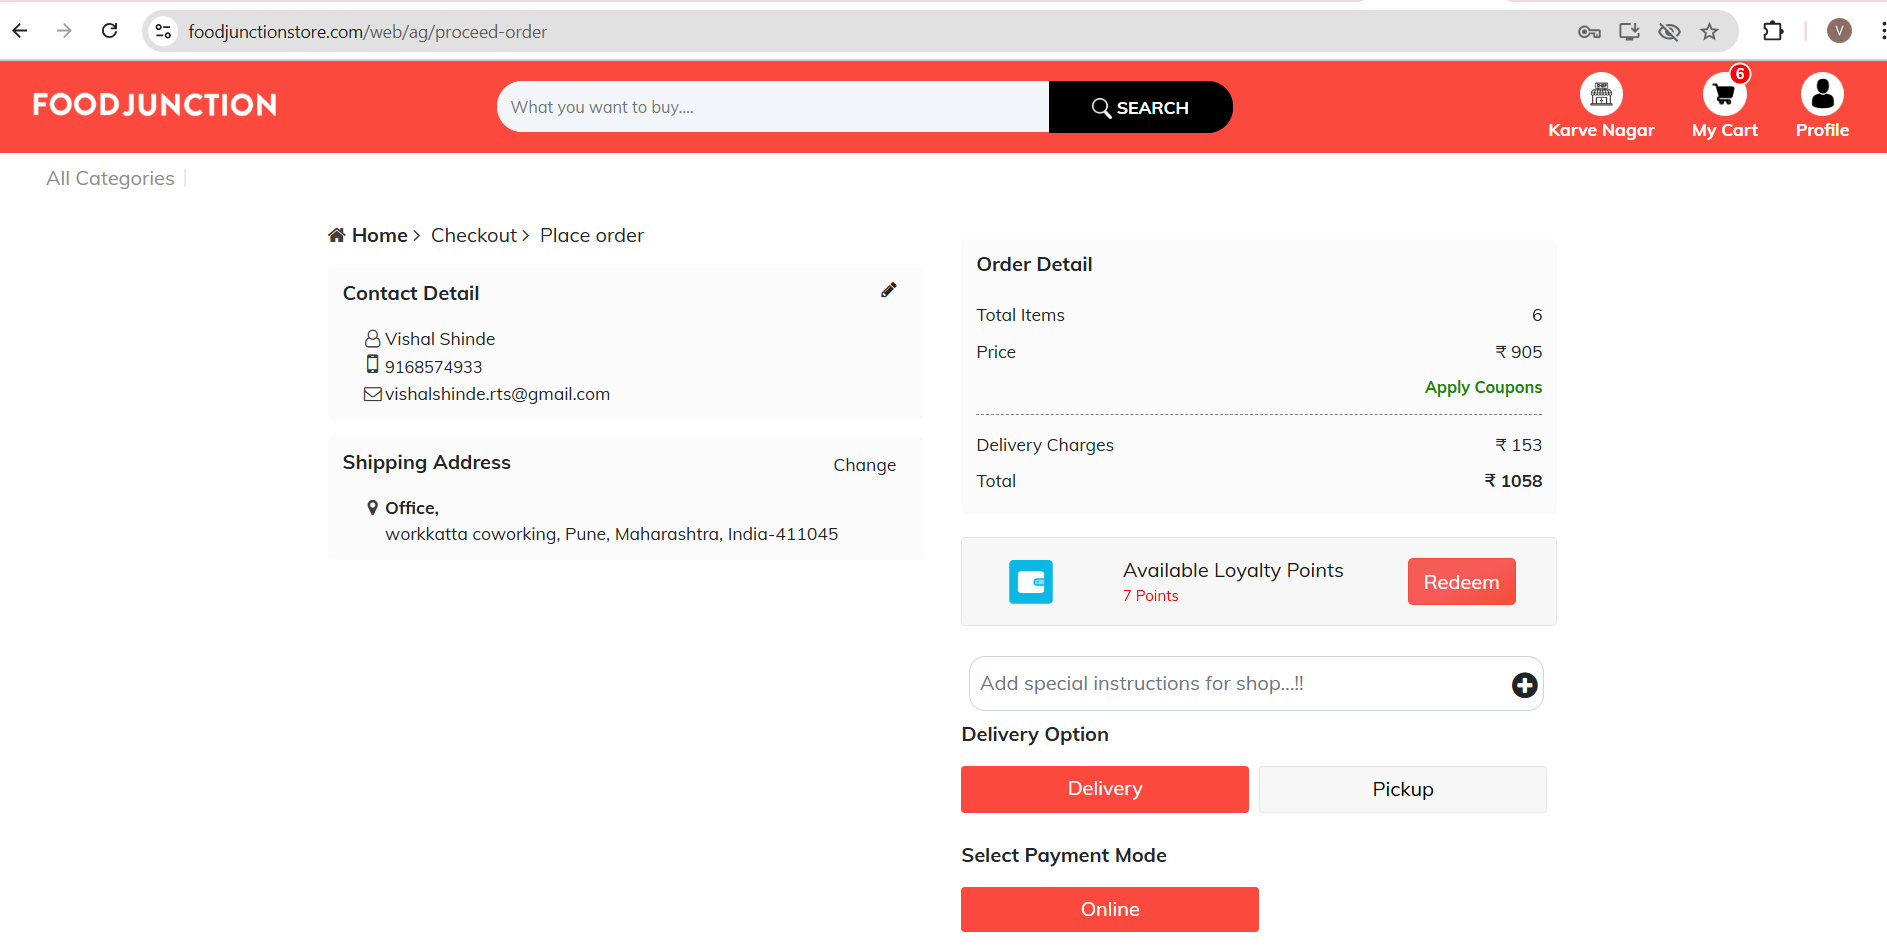 foodjunctionstore.com/web/ag/proceed-order
V
FOODJUNCTION
What you want to buy....
SEARCH
SHOP
Karve Nagar
6
My Cart
Profile
All Categories
Home > Checkout > Place order
Contact Detail
Vishal Shinde
9168574933
vishalshinde.rts@gmail.com
Shipping Address
Change
Office,
workkatta coworking, Pune, Maharashtra, India-411045
Order Detail
Total Items 6
Price ₹ 905
Apply Coupons
Delivery Charges ₹ 153
Total ₹ 1058
Available Loyalty Points
7 Points
Redeem
Add special instructions for shop...!!
Delivery Option
Delivery
Pickup
Select Payment Mode
Online